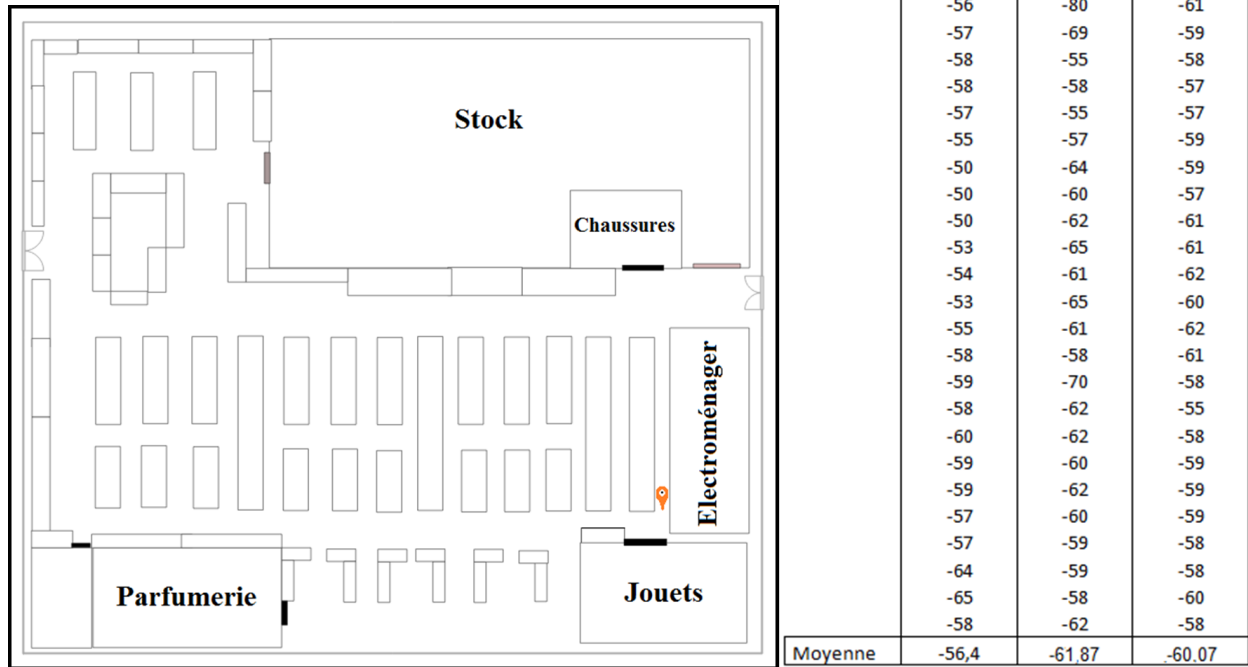 Stock
Chaussures
Electroménager
Parfumerie
Jouets
-56 -80 -61
-57 -69 -59
-58 -55 -58
-58 -58 -57
-57 -55 -57
-55 -57 -59
-50 -64 -59
-50 -60 -57
-50 -62 -61
-53 -65 -61
-54 -61 -62
-53 -65 -60
-55 -61 -62
-58 -58 -61
-59 -70 -58
-58 -62 -55
-60 -62 -58
-59 -60 -59
-59 -62 -59
-57 -60 -59
-57 -59 -58
-64 -59 -58
-65 -58 -60
-58 -62 -58
Moyenne -56,4 -61,87 -60,07